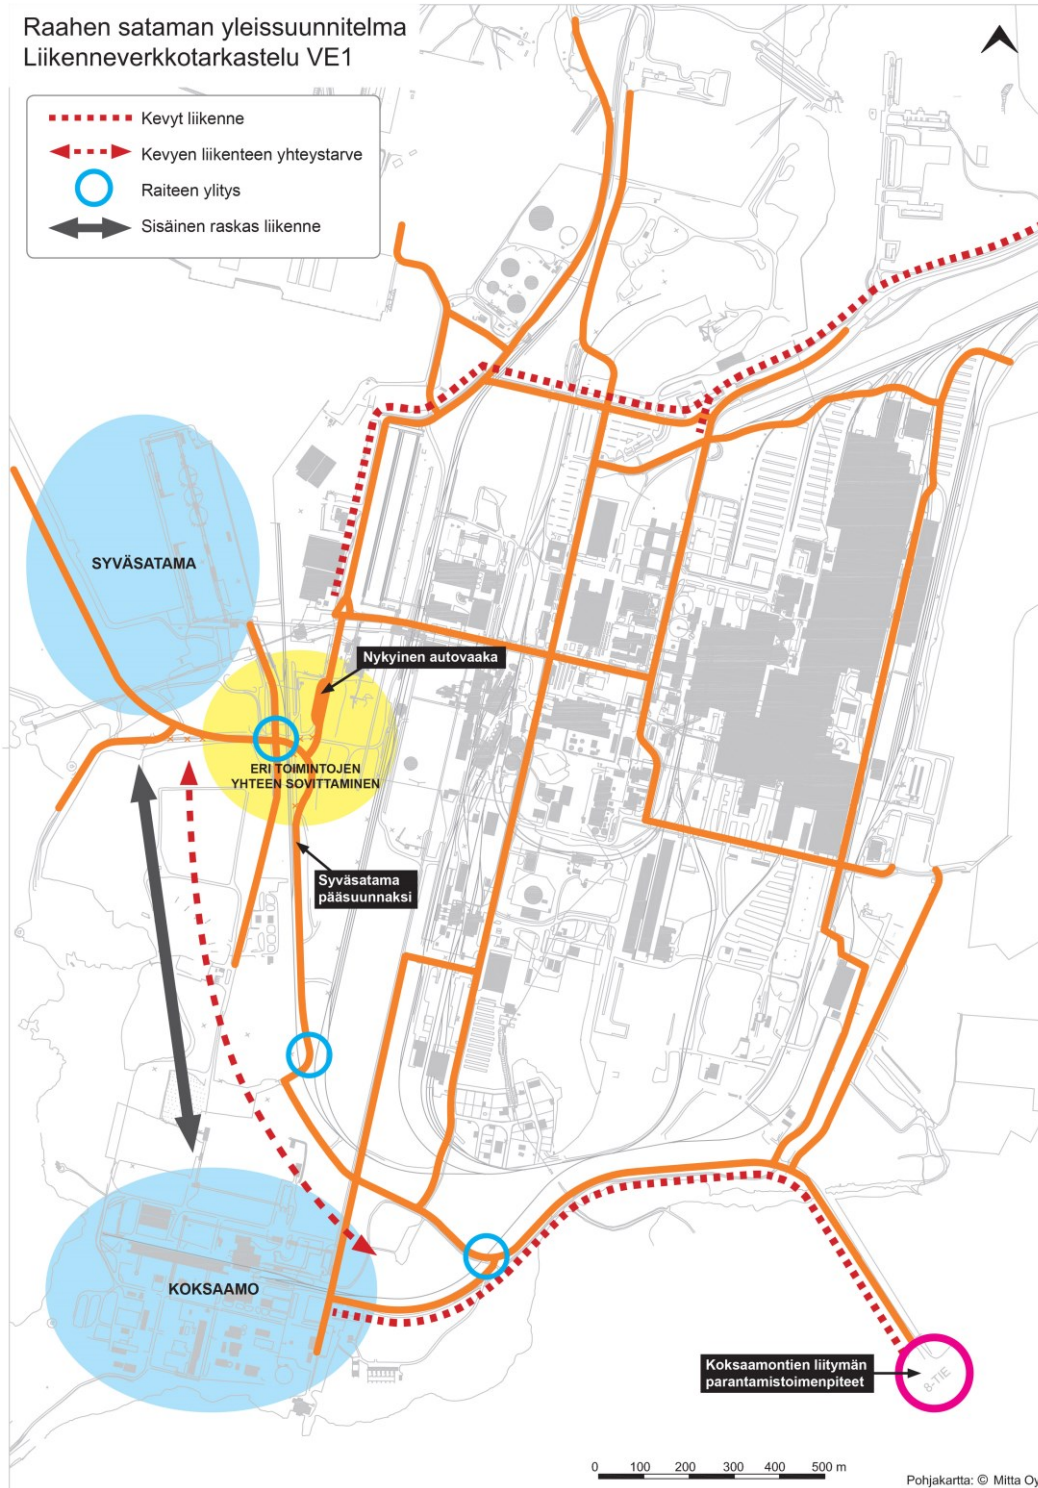 Raahen sataman yleissuunnitelma
Liikenneverkkotarkastelu VE1
Kevyt liikenne
Kevyen liikenteen yhteystarve
Raiteen ylitys
Sisäinen raskas liikenne
SYVÄSATAMA
Nykyinen autovaaka
ERI TOIMINTOJEN
YHTEEN SOVITTAMINEN
Syväsatama
pääsuunnaksi
KOKSAAMO
Koksaamontien liitymän
parantamistoimenpiteet
8-TIE
0 100 200 300 400 500 m
Pohjakartta: © Mitta Oy